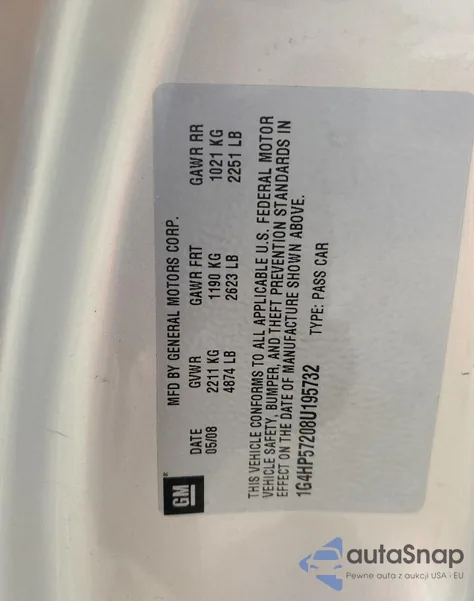 GM
®
MFD BY GENERAL MOTORS CORP.
DATE GVWR GAWR FRT GAWR RR
05/08 2211 KG 1190 KG 1021 KG
4874 LB 2623 LB 2251 LB
THIS VEHICLE CONFORMS TO ALL APPLICABLE U.S. FEDERAL MOTOR
VEHICLE SAFETY, BUMPER, AND THEFT PREVENTION STANDARDS IN
EFFECT ON THE DATE OF MANUFACTURE SHOWN ABOVE.
1G4HP57208U195732 TYPE: PASS CAR
autaSnap
Pewne auta z aukcji USA i EU